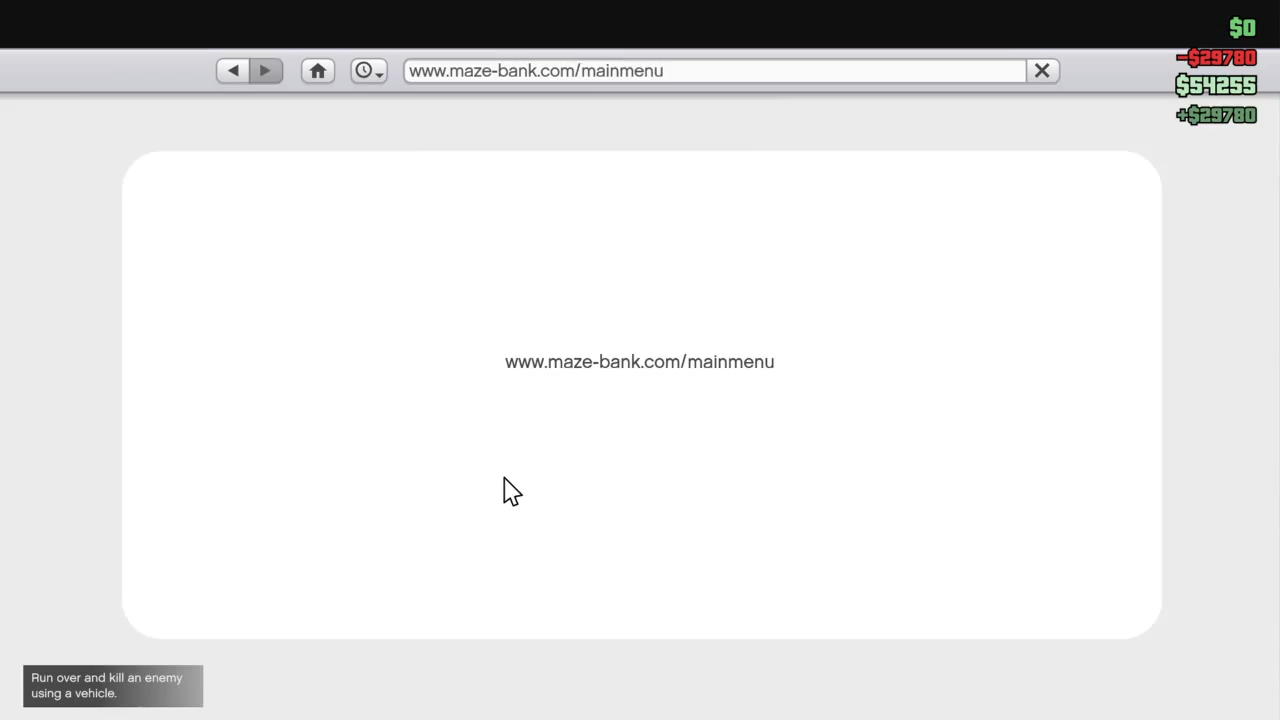 $0
-$29780
www.maze-bank.com/mainmenu
$54255
+$29780
www.maze-bank.com/mainmenu
Run over and kill an enemy
using a vehicle.